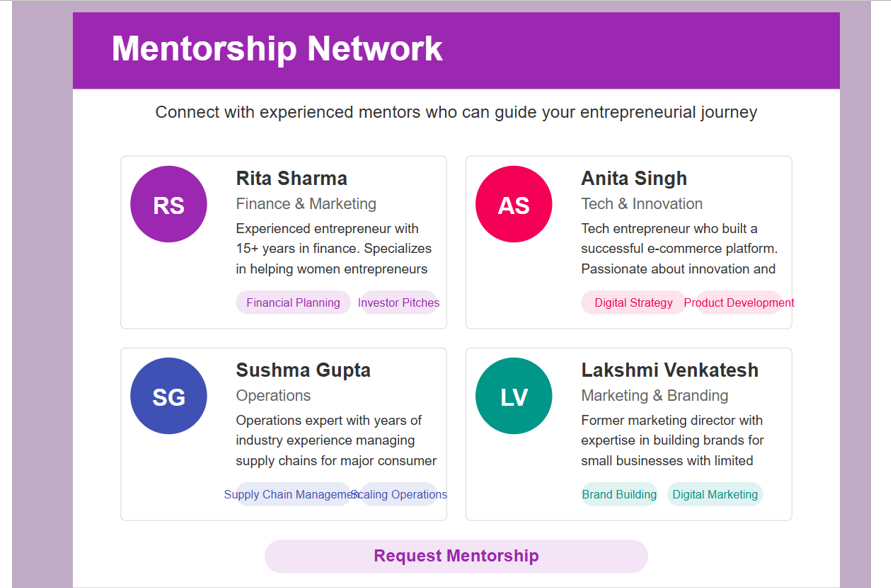 Mentorship Network
Connect with experienced mentors who can guide your entrepreneurial journey
RS
Rita Sharma
Finance & Marketing
Experienced entrepreneur with
15+ years in finance. Specializes
in helping women entrepreneurs
Financial Planning
Investor Pitches
AS
Anita Singh
Tech & Innovation
Tech entrepreneur who built a
successful e-commerce platform.
Passionate about innovation and
Digital Strategy
Product Development
SG
Sushma Gupta
Operations
Operations expert with years of
industry experience managing
supply chains for major consumer
Supply Chain Management
Scaling Operations
LV
Lakshmi Venkatesh
Marketing & Branding
Former marketing director with
expertise in building brands for
small businesses with limited
Brand Building
Digital Marketing
Request Mentorship